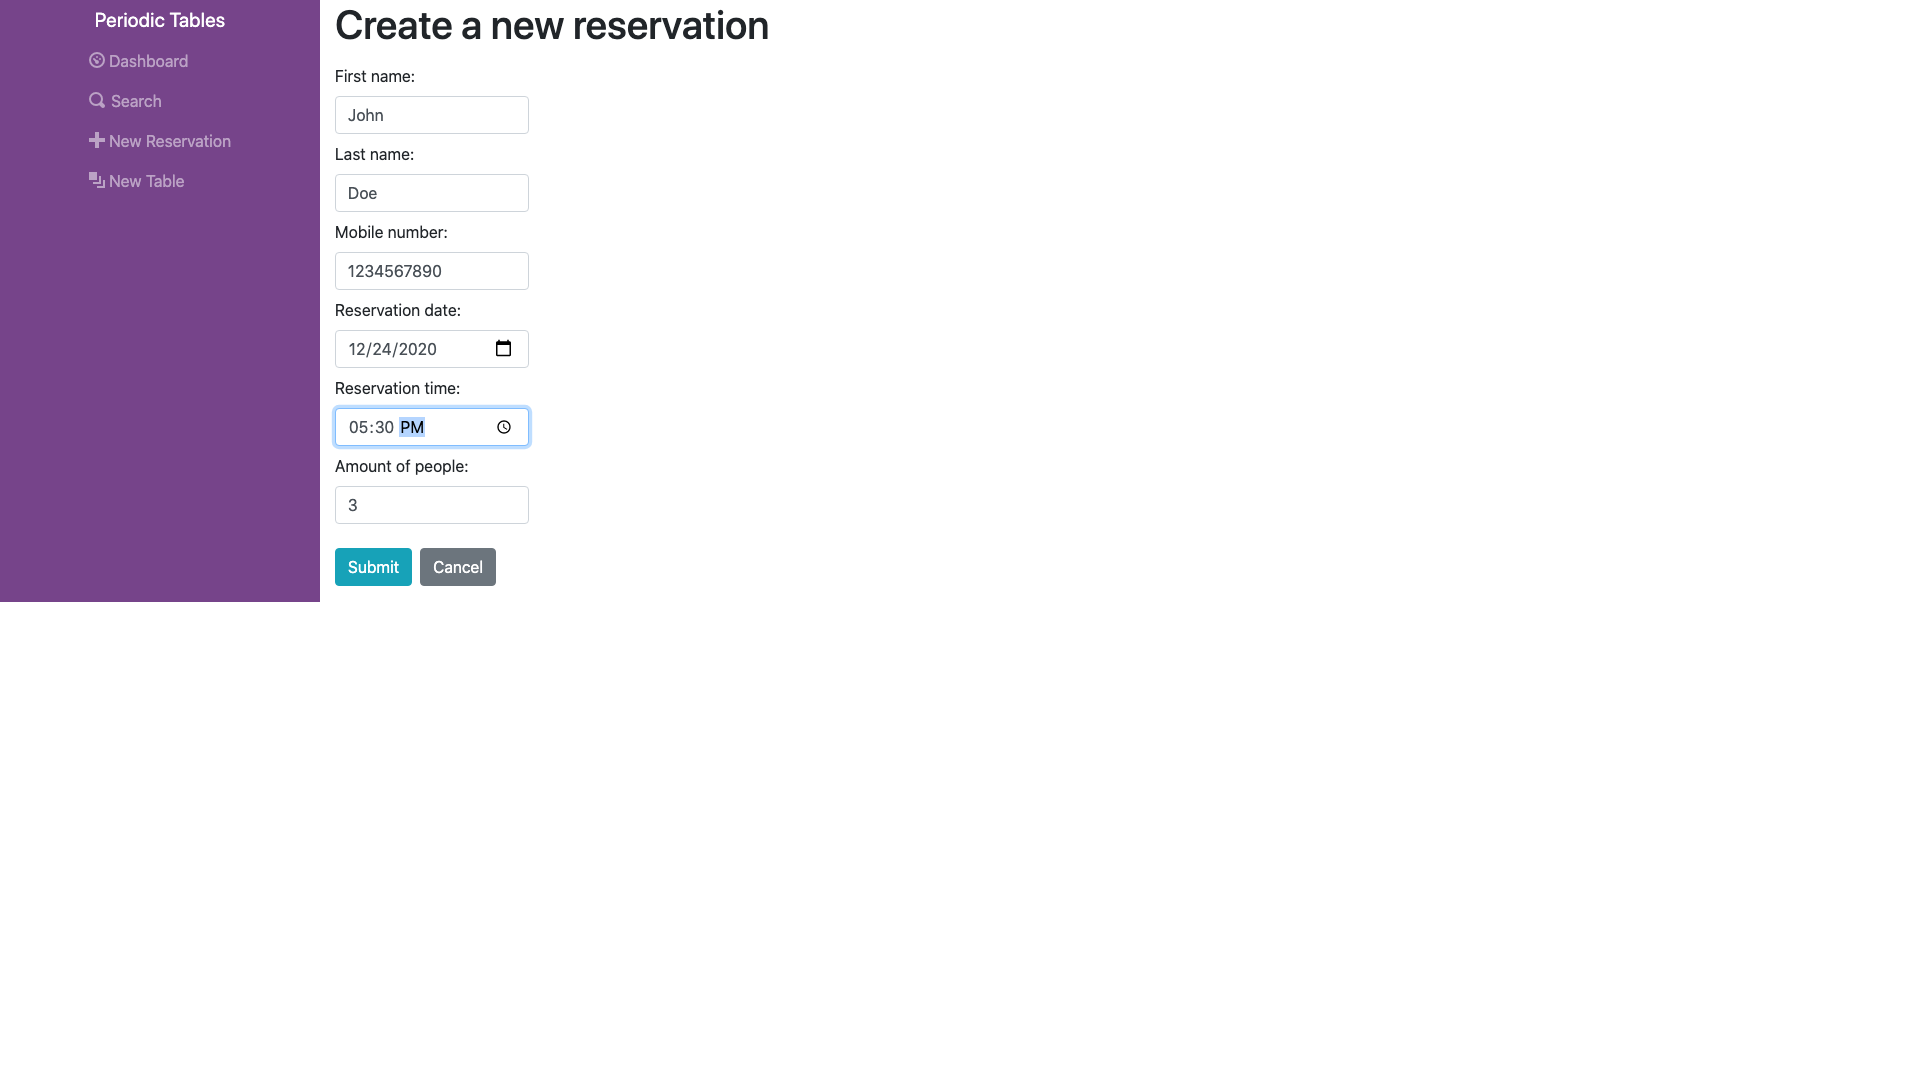 Periodic Tables
Dashboard
Search
New Reservation
New Table
Create a new reservation
First name:
John
Last name:
Doe
Mobile number:
1234567890
Reservation date:
12/24/2020
Reservation time:
05:30 PM
Amount of people:
3
Submit Cancel